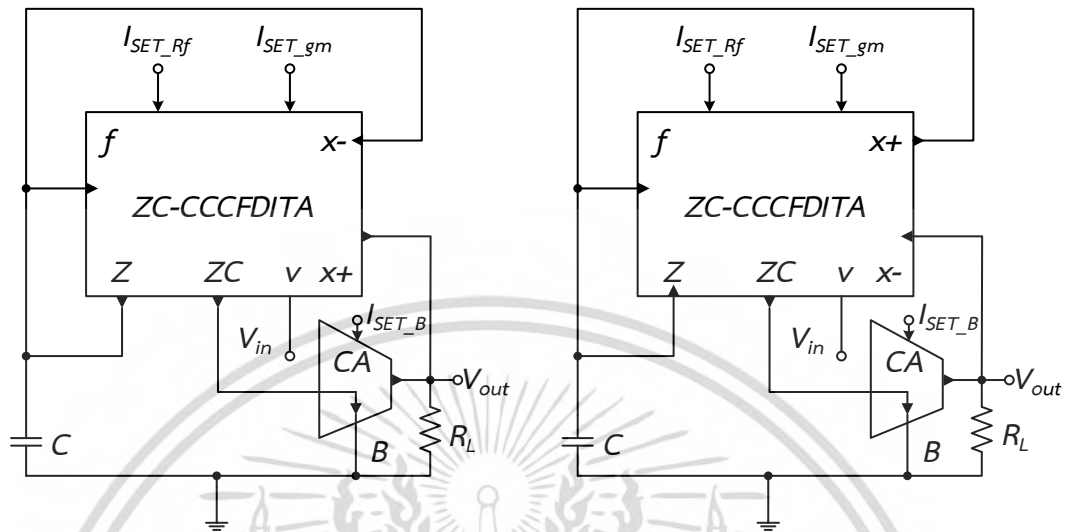 I_SET_Rf I_SET_gm
f x-
ZC-CCCFDITA
Z ZC v x+
I_SET_B
V_in
CA
V_out
C B R_L
I_SET_Rf I_SET_gm
f x+
ZC-CCCFDITA
Z ZC v x-
I_SET_B
V_in
CA
V_out
C B R_L